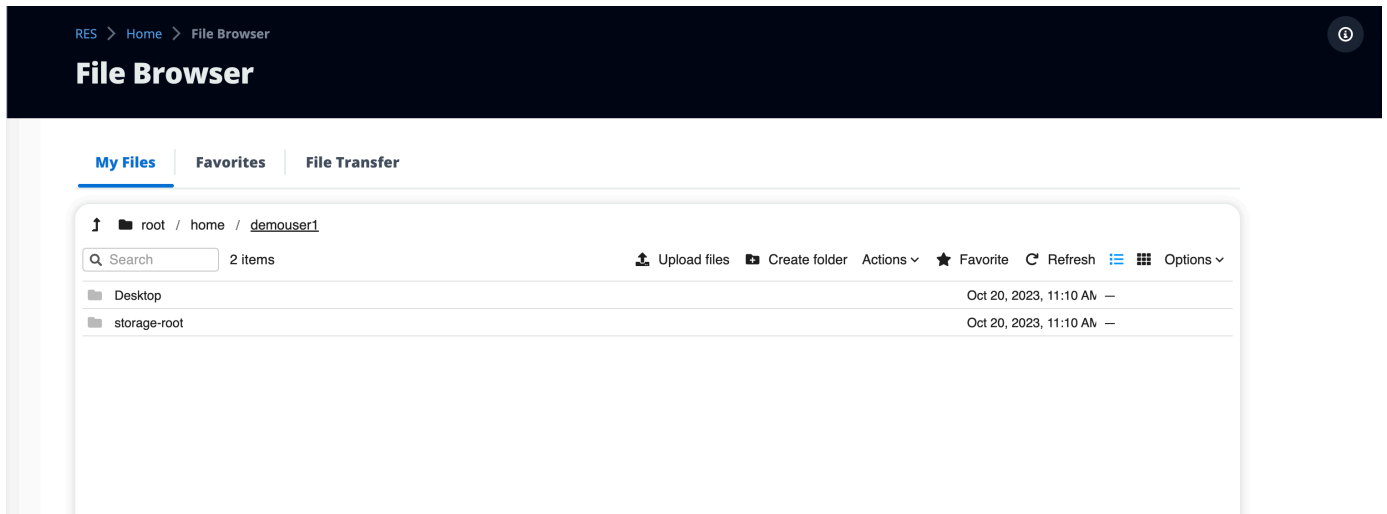 RES > Home > File Browser
File Browser
My Files Favorites File Transfer
root / home / demouser1
Search 2 items Upload files Create folder Actions Favorite Refresh Options
Desktop Oct 20, 2023, 11:10 AM —
storage-root Oct 20, 2023, 11:10 AM —